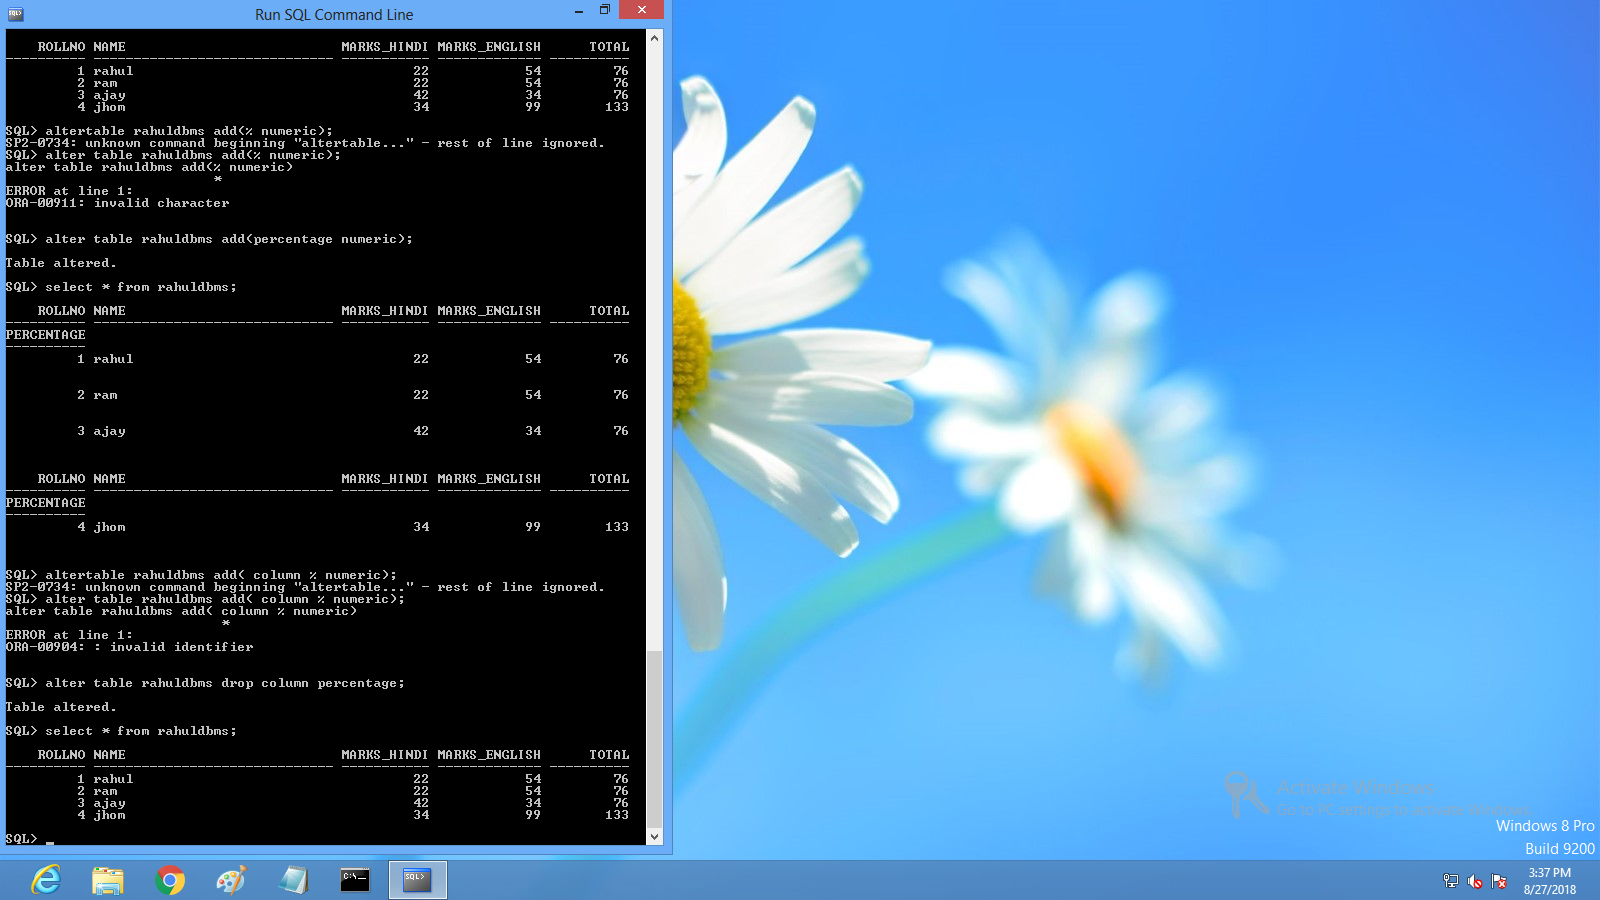 Run SQL Command Line
ROLLNO NAME MARKS_HINDI MARKS_ENGLISH TOTAL
---------- ------------------------------ ----------- ------------- ----------
1 rahul 22 54 76
2 ram 22 54 76
3 ajay 42 34 76
4 jhom 34 99 133
SQL> altertable rahuldbms add(% numeric);
SP2-0734: unknown command beginning "altertable..." - rest of line ignored.
SQL> alter table rahuldbms add(% numeric);
alter table rahuldbms add(% numeric)
*
ERROR at line 1:
ORA-00911: invalid character
SQL> alter table rahuldbms add(percentage numeric);
Table altered.
SQL> select * from rahuldbms;
ROLLNO NAME MARKS_HINDI MARKS_ENGLISH TOTAL
---------- ------------------------------ ----------- ------------- ----------
PERCENTAGE
----------
1 rahul 22 54 76
2 ram 22 54 76
3 ajay 42 34 76
ROLLNO NAME MARKS_HINDI MARKS_ENGLISH TOTAL
---------- ------------------------------ ----------- ------------- ----------
PERCENTAGE
----------
4 jhom 34 99 133
SQL> altertable rahuldbms add( column % numeric);
SP2-0734: unknown command beginning "altertable..." - rest of line ignored.
SQL> alter table rahuldbms add( column % numeric);
alter table rahuldbms add( column % numeric)
*
ERROR at line 1:
ORA-00904: : invalid identifier
SQL> alter table rahuldbms drop column percentage;
Table altered.
SQL> select * from rahuldbms;
ROLLNO NAME MARKS_HINDI MARKS_ENGLISH TOTAL
---------- ------------------------------ ----------- ------------- ----------
1 rahul 22 54 76
2 ram 22 54 76
3 ajay 42 34 76
4 jhom 34 99 133
SQL> _
Activate Windows
Go to PC settings to activate Windows.
Windows 8 Pro
Build 9200
C:\_
SQL>
3:37 PM
8/27/2018